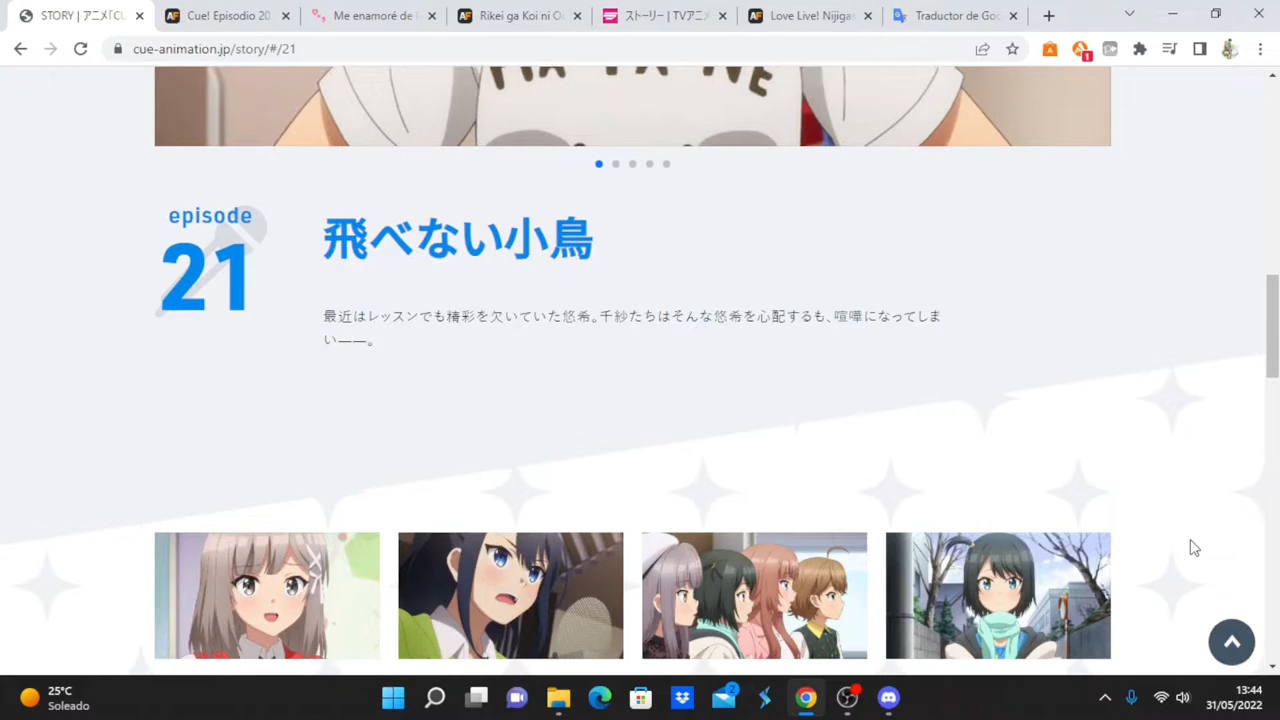 STORY | アニメ「CU
Cue! Episodio 20
Me enamoré de
Rikei ga Koi ni O
ストーリー | TVアニメ
Love Live! Nijiga
Traductor de Goo
cue-animation.jp/story/#/21
1
episode
21
飛べない小鳥
最近はレッスンでも精彩を欠いていた悠希。千紗たちはそんな悠希を心配するも、喧嘩になってしま
い――。
25°C
Soleado
2
13:44
31/05/2022